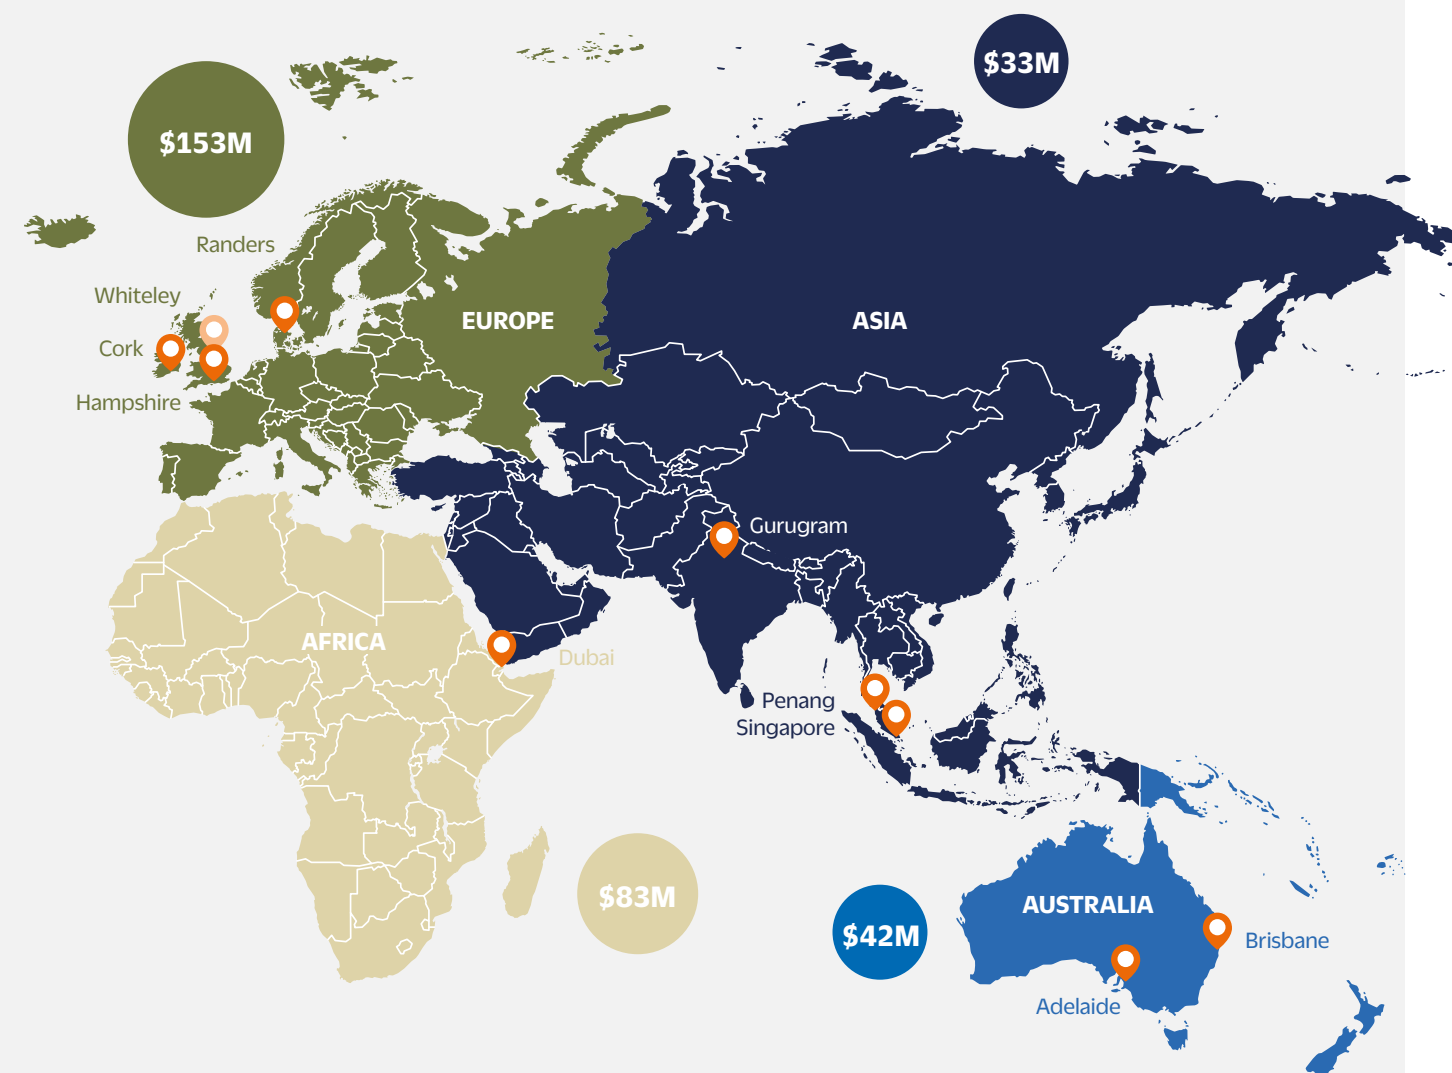 $33M
$153M
Randers
Whiteley
EUROPE
ASIA
Cork
Hampshire
Gurugram
AFRICA
Dubai
Penang
Singapore
$83M
AUSTRALIA
$42M
Brisbane
Adelaide